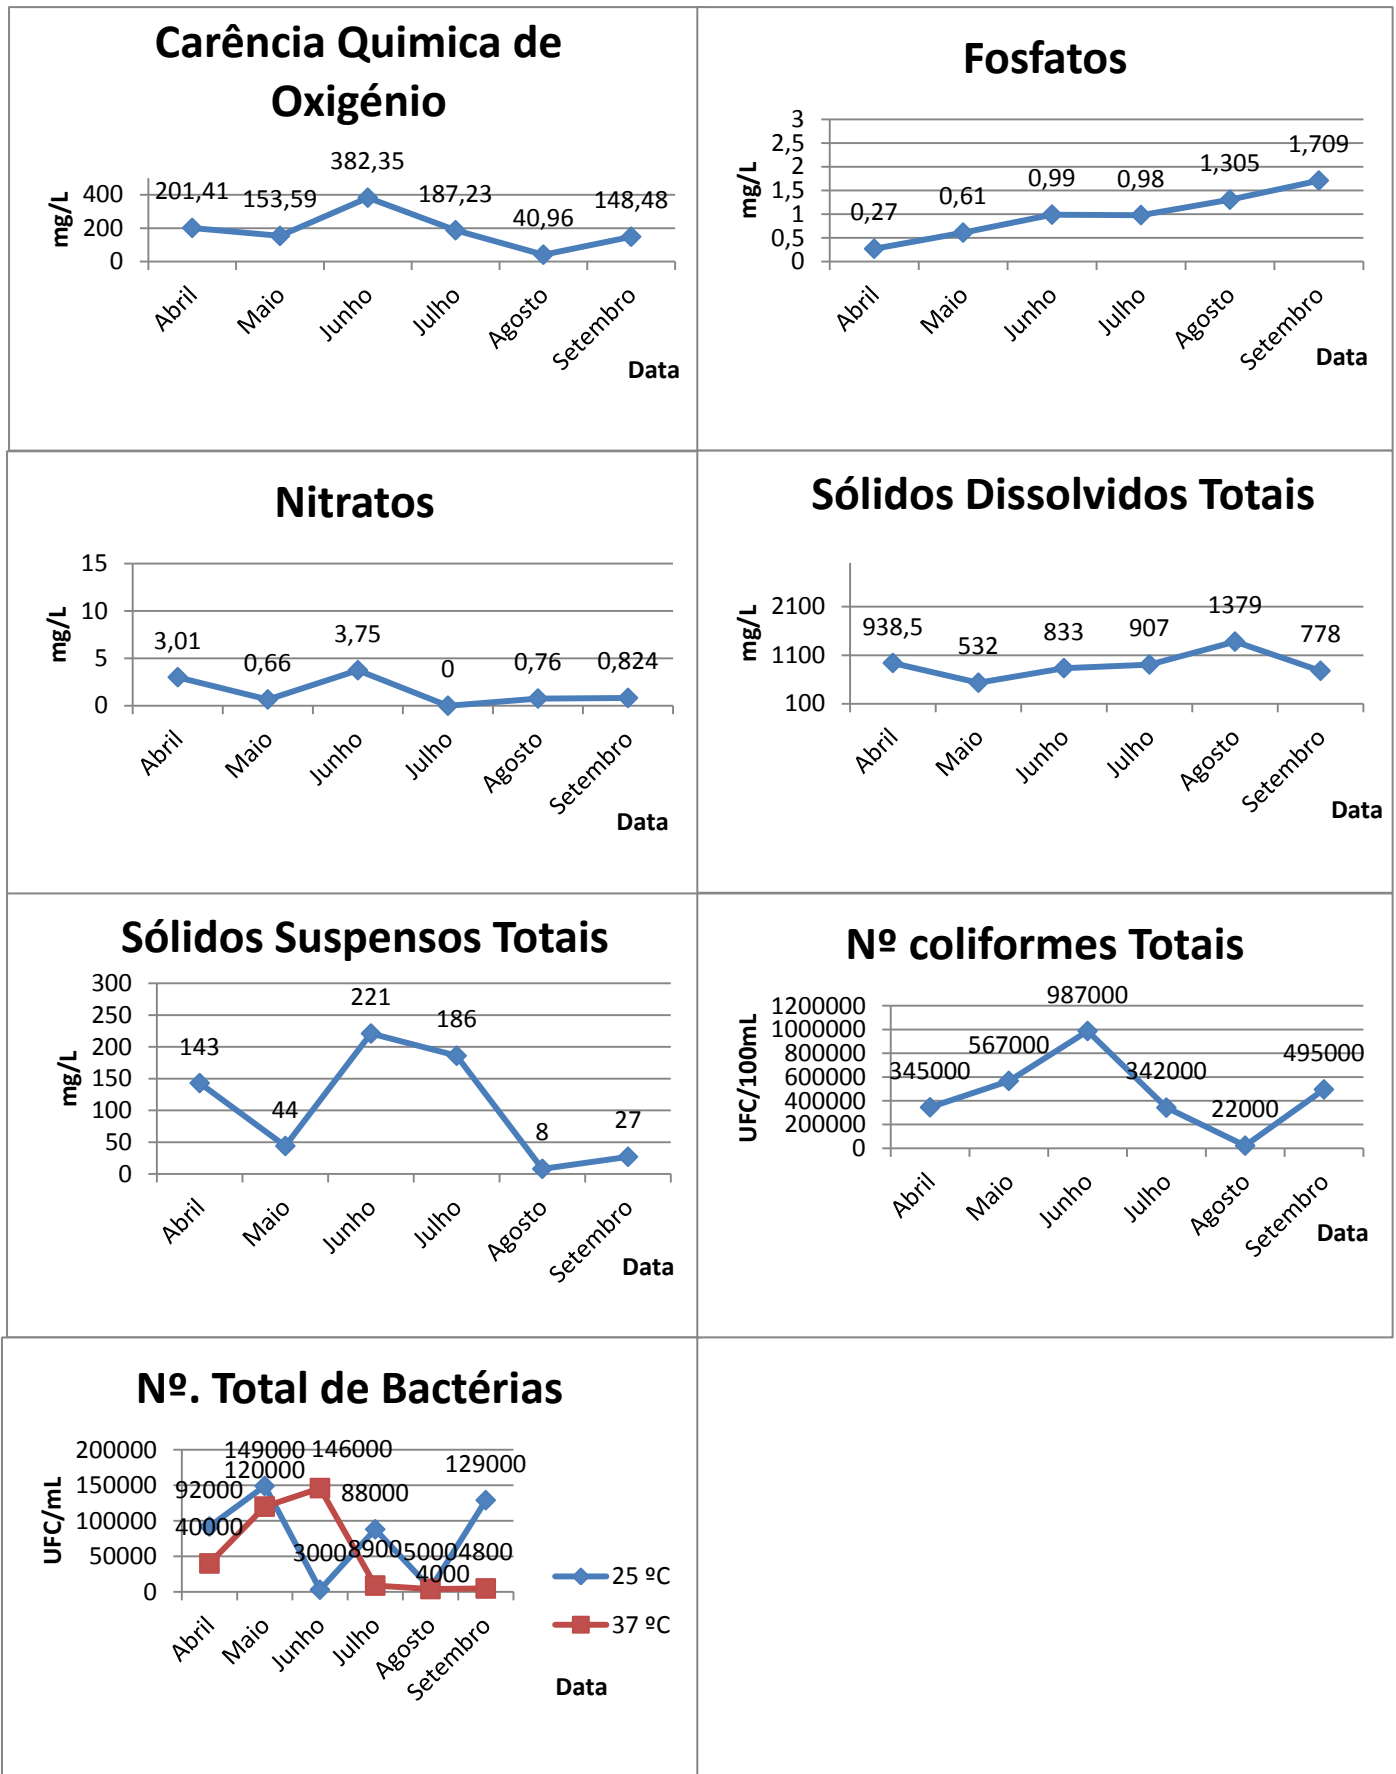 Carência Quimica de
Oxigénio
mg/L
400
200
0
201,41
153,59
382,35
187,23
40,96
148,48
Abril
Maio
Junho
Julho
Agosto
Setembro
Data
Fosfatos
mg/L
3
2,5
2
1,5
1
0,5
0
0,27
0,61
0,99
0,98
1,305
1,709
Abril
Maio
Junho
Julho
Agosto
Setembro
Data
Nitratos
mg/L
15
10
5
0
3,01
0,66
3,75
0
0,76
0,824
Abril
Maio
Junho
Julho
Agosto
Setembro
Data
Sólidos Dissolvidos Totais
mg/L
2100
1100
100
938,5
532
833
907
1379
778
Abril
Maio
Junho
Julho
Agosto
Setembro
Data
Sólidos Suspensos Totais
mg/L
300
250
200
150
100
50
0
143
44
221
186
8
27
Abril
Maio
Junho
Julho
Agosto
Setembro
Data
Nº coliformes Totais
UFC/100mL
1200000
1000000
800000
600000
400000
200000
0
345000
567000
987000
342000
22000
495000
Abril
Maio
Junho
Julho
Agosto
Setembro
Data
Nº. Total de Bactérias
UFC/mL
200000
150000
100000
50000
0
92000
149000
3000
88000
5000
129000
40000
120000
146000
8900
4000
4800
Abril
Maio
Junho
Julho
Agosto
Setembro
25 ºC
37 ºC
Data